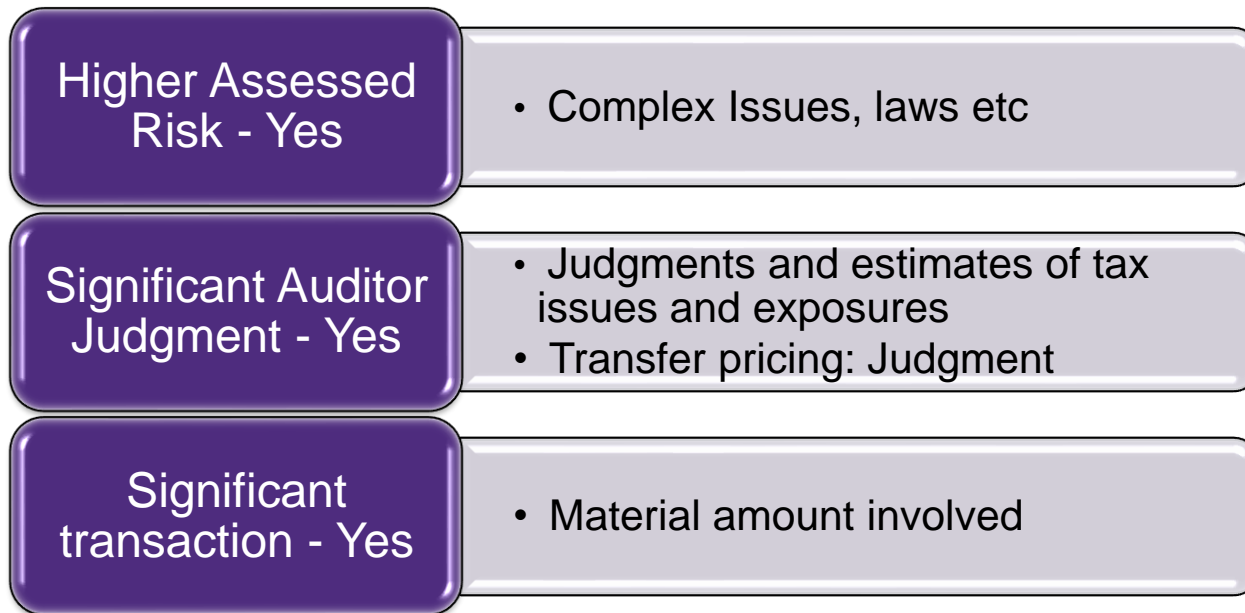 Higher Assessed
Risk - Yes
• Complex Issues, laws etc
Significant Auditor
Judgment - Yes
• Judgments and estimates of tax
issues and exposures
• Transfer pricing: Judgment
Significant
transaction - Yes
• Material amount involved